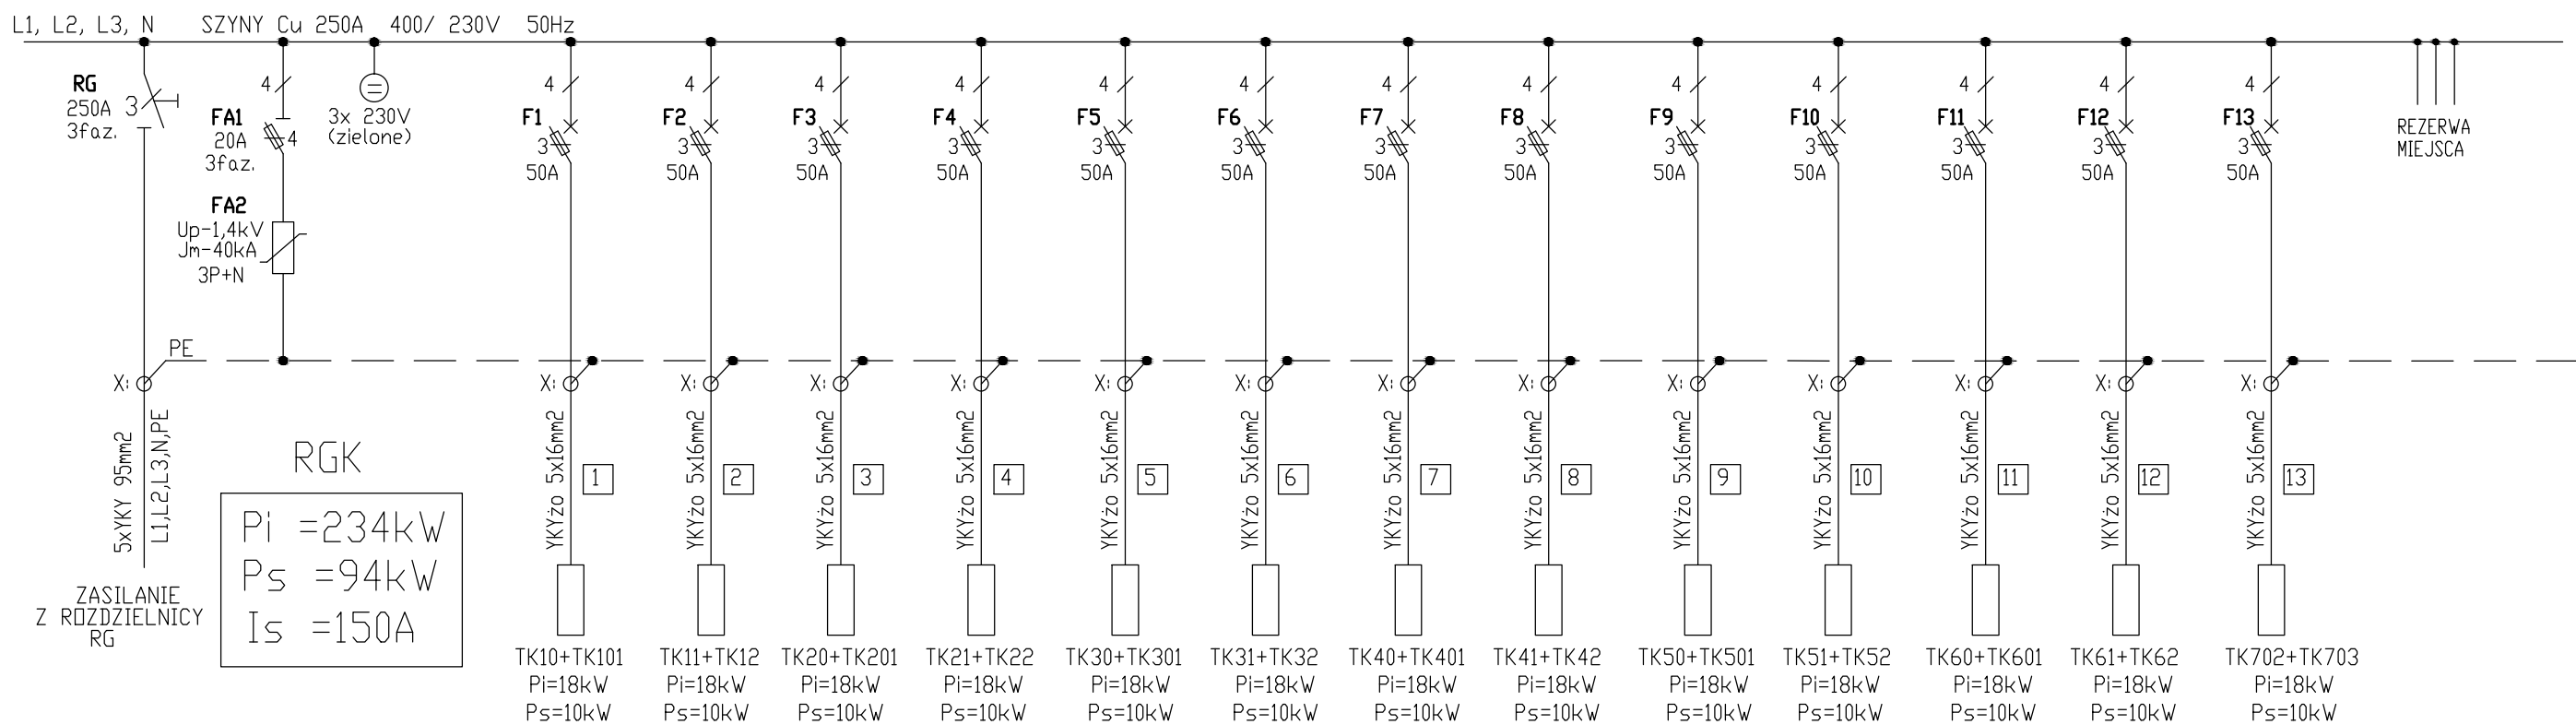 L1, L2, L3, N SZYNY Cu 250A 400/ 230V 50Hz
RG
250A 3
3faz.
4
FA1
20A 4
3faz.
FA2
Up-1,4kV
Jm-40kA
3P+N
3x 230V
(zielone)
4
F1
3
50A
4
F2
3
50A
4
F3
3
50A
4
F4
3
50A
4
F5
3
50A
4
F6
3
50A
4
F7
3
50A
4
F8
3
50A
4
F9
3
50A
4
F10
3
50A
4
F11
3
50A
4
F12
3
50A
4
F13
3
50A
REZERWA
MIEJSCA
PE
X: X: X: X: X: X: X: X: X: X: X: X: X: X:
5xYKY 95mm2
L1,L2,L3,N,PE
ZASILANIE
Z ROZDZIELNICY
RG
RGK
Pi =234kW
Ps =94kW
Is =150A
YKYżo 5x16mm2
1
YKYżo 5x16mm2
2
YKYżo 5x16mm2
3
YKYżo 5x16mm2
4
YKYżo 5x16mm2
5
YKYżo 5x16mm2
6
YKYżo 5x16mm2
7
YKYżo 5x16mm2
8
YKYżo 5x16mm2
9
YKYżo 5x16mm2
10
YKYżo 5x16mm2
11
YKYżo 5x16mm2
12
YKYżo 5x16mm2
13
TK10+TK101
Pi=18kW
Ps=10kW
TK11+TK12
Pi=18kW
Ps=10kW
TK20+TK201
Pi=18kW
Ps=10kW
TK21+TK22
Pi=18kW
Ps=10kW
TK30+TK301
Pi=18kW
Ps=10kW
TK31+TK32
Pi=18kW
Ps=10kW
TK40+TK401
Pi=18kW
Ps=10kW
TK41+TK42
Pi=18kW
Ps=10kW
TK50+TK501
Pi=18kW
Ps=10kW
TK51+TK52
Pi=18kW
Ps=10kW
TK60+TK601
Pi=18kW
Ps=10kW
TK61+TK62
Pi=18kW
Ps=10kW
TK702+TK703
Pi=18kW
Ps=10kW